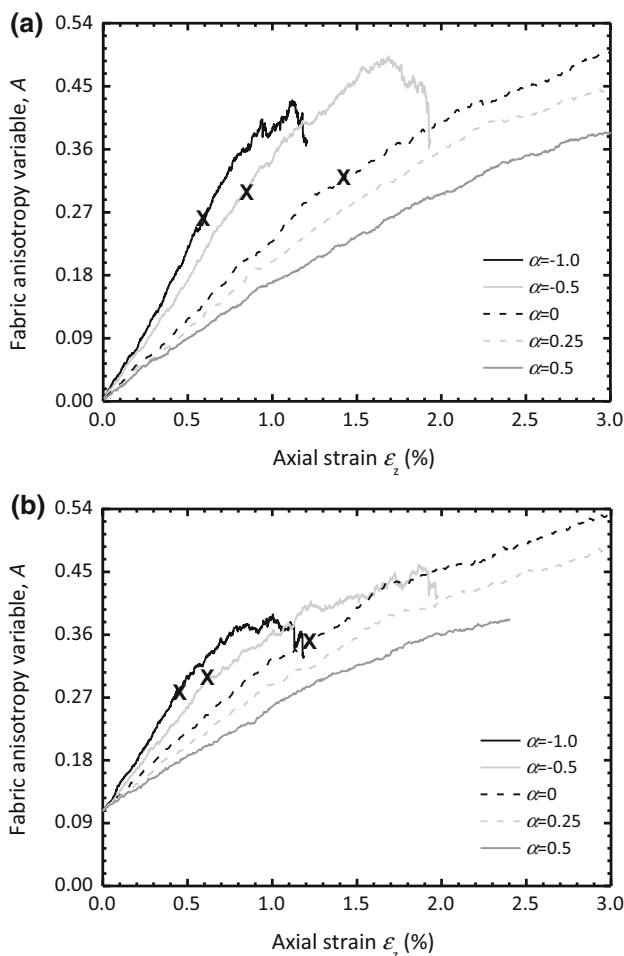 (a)
0.54
0.45
0.36
0.27
0.18
0.09
0.00
Fabric anisotropy variable, A
X X X
α=-1.0
α=-0.5
α=0
α=0.25
α=0.5
0.0 0.5 1.0 1.5 2.0 2.5 3.0
Axial strain εz (%)
(b)
0.54
0.45
0.36
0.27
0.18
0.09
0.00
Fabric anisotropy variable, A
X X X
α=-1.0
α=-0.5
α=0
α=0.25
α=0.5
0.0 0.5 1.0 1.5 2.0 2.5 3.0
Axial strain εz (%)